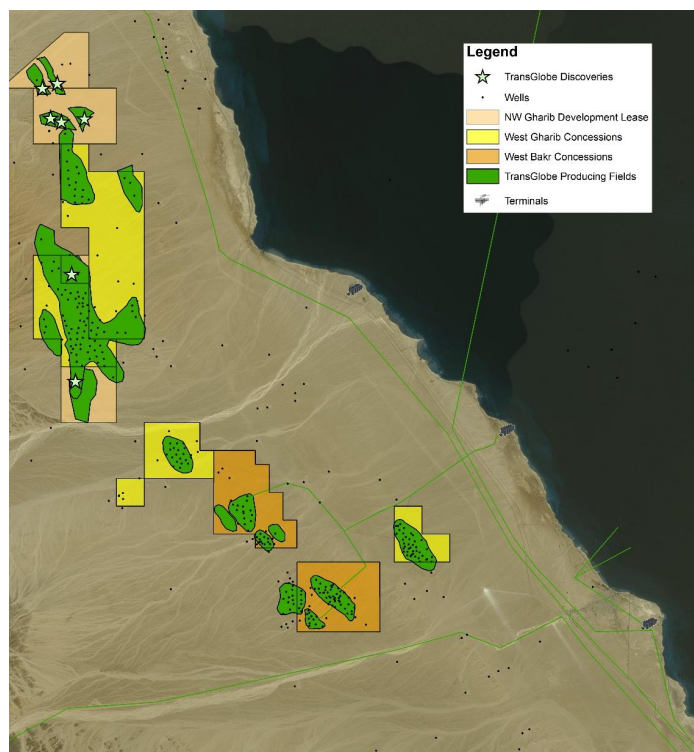 Legend
TransGlobe Discoveries
Wells
NW Gharib Development Lease
West Gharib Concessions
West Bakr Concessions
TransGlobe Producing Fields
Terminals